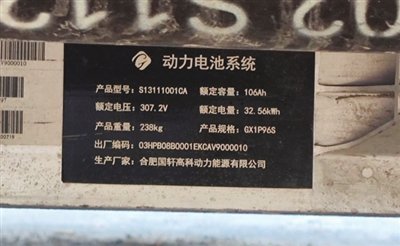 动力电池系统
产品型号: S13111001CA 额定容量: 106Ah
额定电压: 307.2V 额定电量: 32.56kWh
产品重量: 238kg 产品规格: GX1P96S
出厂编码: 03HPB08B0001EKCAV9000010
生产厂家: 合肥国轩高科动力能源有限公司